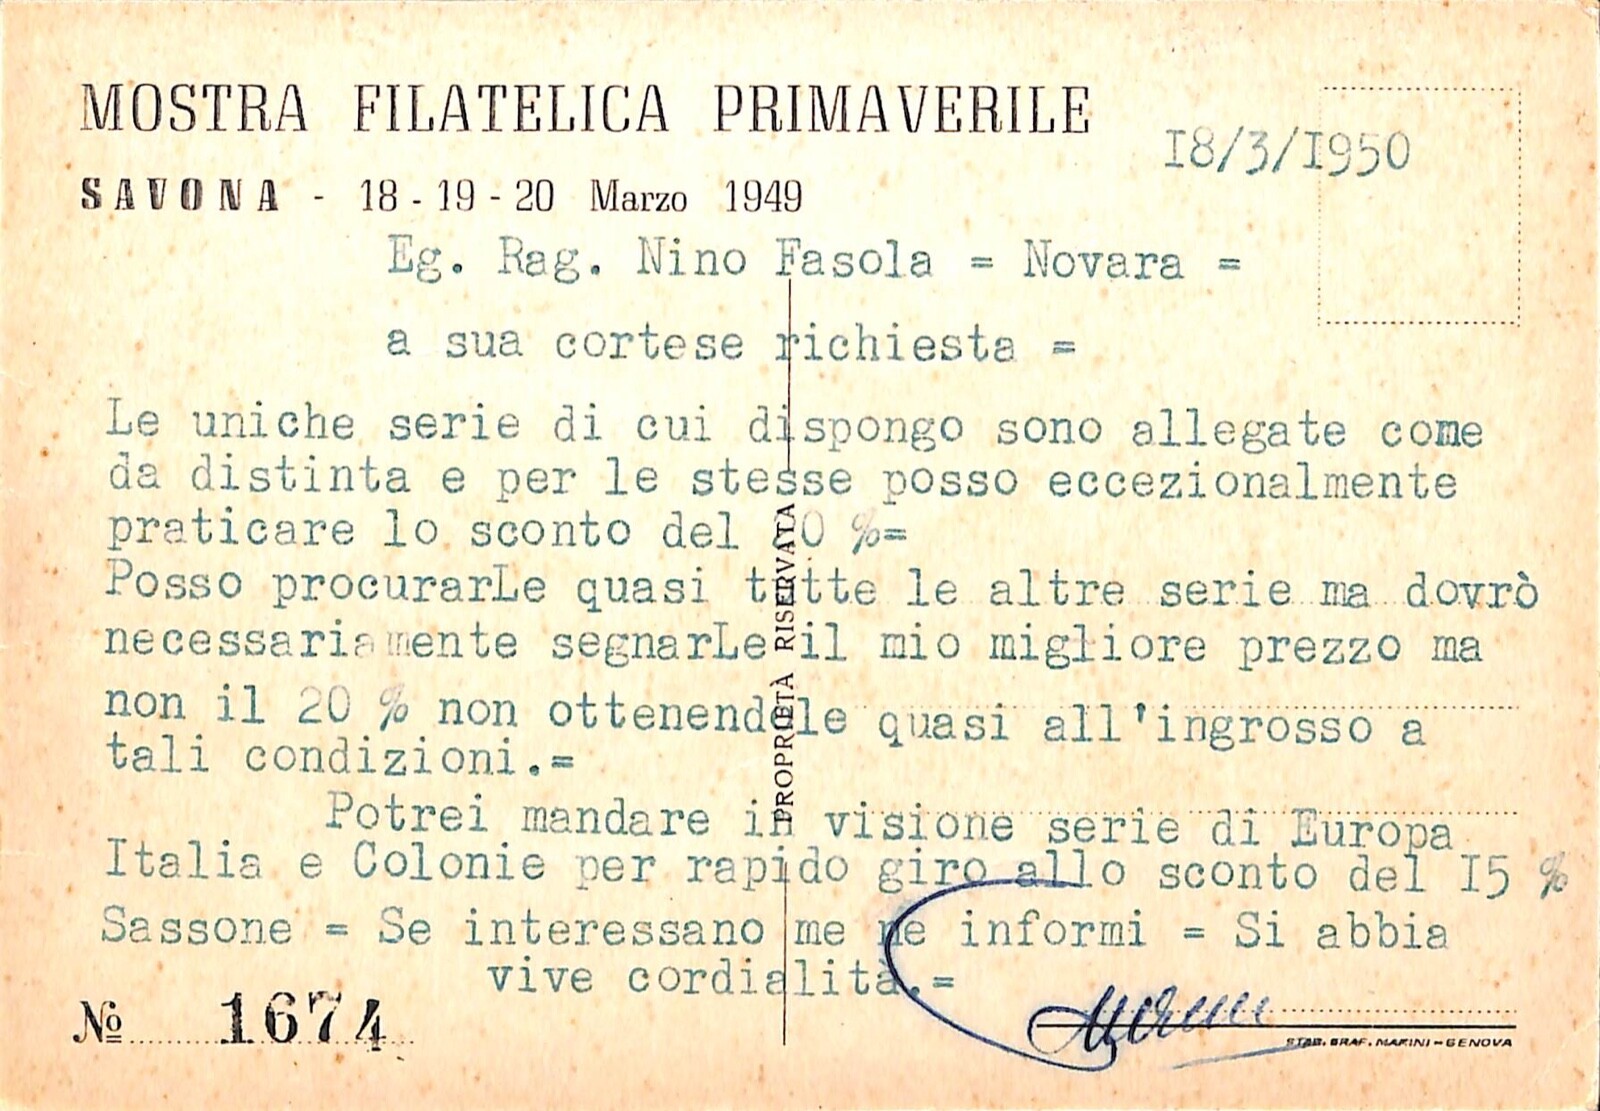 MOSTRA FILATELICA PRIMAVERILE
I8/3/I950
SAVONA - 18-19-20 Marzo 1949
Eg. Rag. Nino Fasola = Novara =
a sua cortese richiesta =
Le uniche serie di cui dispongo sono allegate come
da distinta e per le stesse posso eccezionalmente
praticare lo sconto del 20 %=
Posso procurarLe quasi tutte le altre serie ma dovrò
necessariamente segnarLe il mio migliore prezzo ma
non il 20 % non ottenendole quasi all'ingrosso a
tali condizioni.=
Potrei mandare in visione serie di Europa
Italia e Colonie per rapido giro allo sconto del I5 %
Sassone = Se interessano me ne informi = Si abbia
vive cordialità.=
PROPRIETÀ RISERVATA
Nº 1674
STAB. GRAF. MARINI - GENOVA